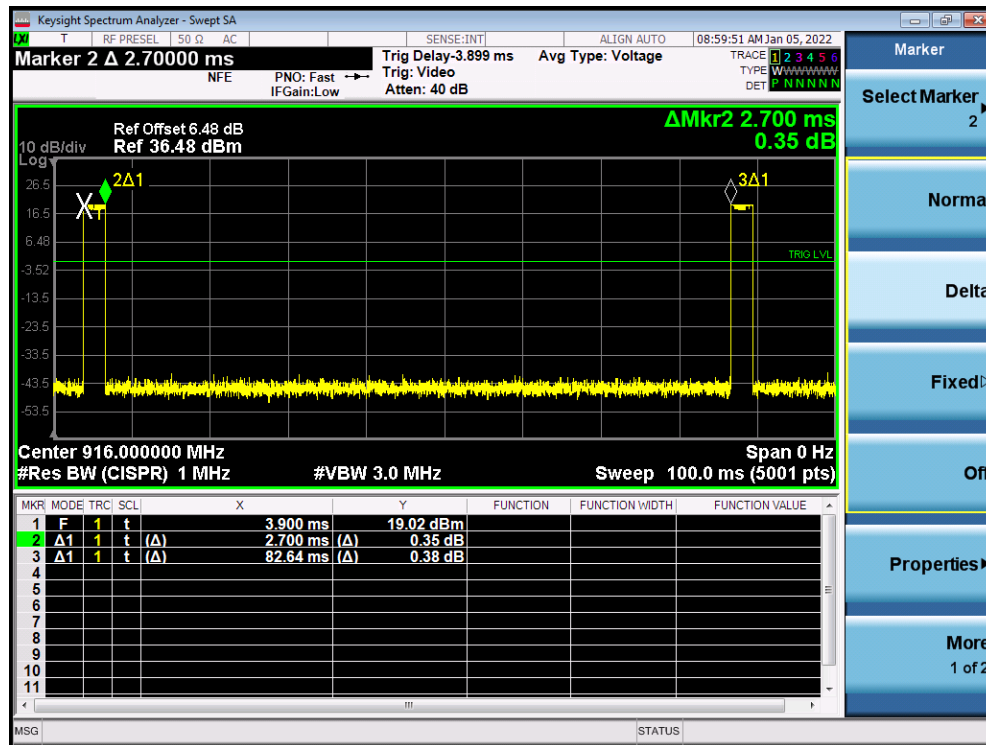 Keysight Spectrum Analyzer - Swept SA
LXI T RF PRESEL 50 Ω AC SENSE:INT ALIGN AUTO 08:59:51 AM Jan 05, 2022
Marker 2 Δ 2.70000 ms
NFE PNO: Fast IFGain:Low
Trig Delay-3.899 ms
Trig: Video
Atten: 40 dB
Avg Type: Voltage
TRACE 1 2 3 4 5 6
TYPE WWWWWW
DET P N N N N N
ΔMkr2 2.700 ms
0.35 dB
Ref Offset 6.48 dB
10 dB/div Ref 36.48 dBm
Log
2Δ1
3Δ1
26.5
16.5
6.48
TRIG LVL
-3.52
-13.5
-23.5
-33.5
-43.5
-53.5
Center 916.000000 MHz Span 0 Hz
#Res BW (CISPR) 1 MHz #VBW 3.0 MHz Sweep 100.0 ms (5001 pts)
MKR MODE TRC SCL X Y FUNCTION FUNCTION WIDTH FUNCTION VALUE
1 F 1 t 3.900 ms 19.02 dBm
2 Δ1 1 t (Δ) 2.700 ms (Δ) 0.35 dB
3 Δ1 1 t (Δ) 82.64 ms (Δ) 0.38 dB
4
5
6
7
8
9
10
11
MSG STATUS
Marker
Select Marker
2
Norma
Delta
Fixed
Off
Properties
More
1 of 2